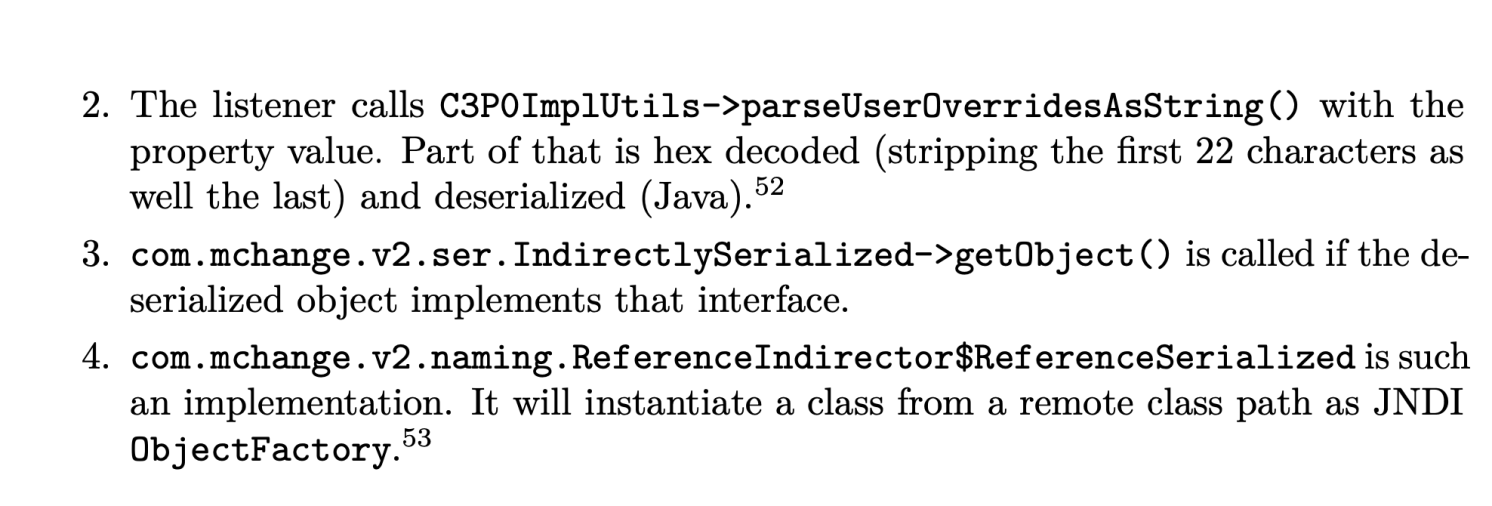 2. The listener calls C3P0ImplUtils->parseUserOverridesAsString() with the
property value. Part of that is hex decoded (stripping the first 22 characters as
well the last) and deserialized (Java).52
3. com.mchange.v2.ser.IndirectlySerialized->getObject() is called if the de-
serialized object implements that interface.
4. com.mchange.v2.naming.ReferenceIndirector$ReferenceSerialized is such
an implementation. It will instantiate a class from a remote class path as JNDI
ObjectFactory.53